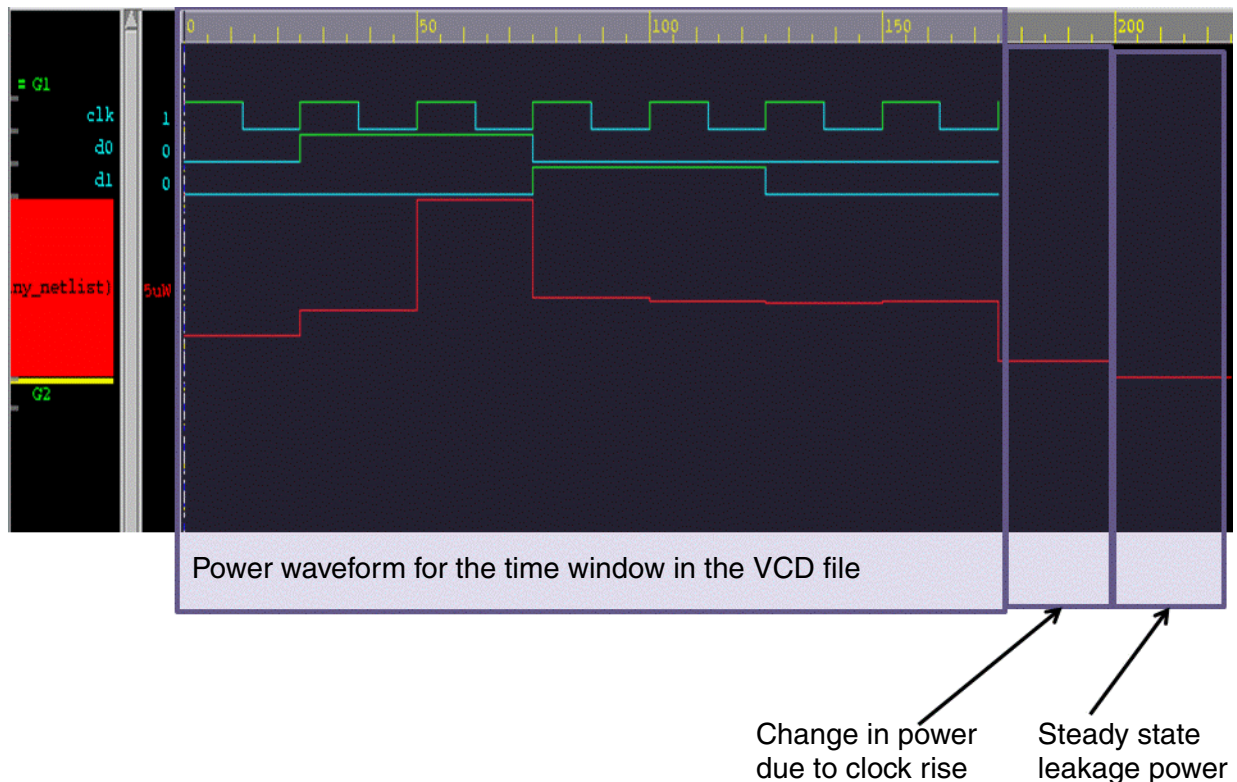 0 50 100 150 200
= G1
clk 1
d0 0
d1 0
ny_netlist) 5uW
G2
Power waveform for the time window in the VCD file
Change in power
due to clock rise
Steady state
leakage power